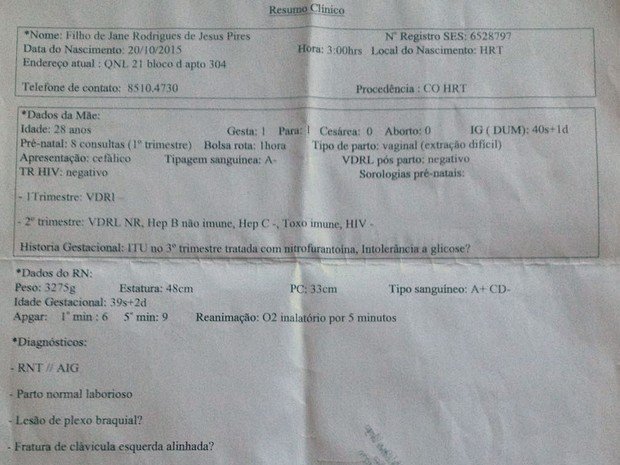 Resumo Clínico
*Nome: Filho de Jane Rodrigues de Jesus Pires Nº Registro SES: 6528797
Data do Nascimento: 20/10/2015 Hora: 3:00hrs Local do Nascimento: HRT
Endereço atual : QNL 21 bloco d apto 304
Telefone de contato: 8510.4730 Procedência : CO HRT
*Dados da Mãe:
Idade: 28 anos Gesta: 1 Para: 1 Cesárea: 0 Aborto: 0 IG ( DUM): 40s+1d
Pré-natal: 8 consultas (1º trimestre) Bolsa rota: 1hora Tipo de parto: vaginal (extração difícil)
Apresentação: cefálico Tipagem sanguínea: A- VDRL pós parto: negativo
TR HIV: negativo Sorologias pré-natais:
- 1Trimestre: VDRl -
- 2º trimestre: VDRL NR, Hep B não imune, Hep C -, Toxo imune, HIV -
Historia Gestacional: ITU no 3º trimestre tratada com nitrofurantoína, Intolerância a glicose?
*Dados do RN:
Peso: 3275g Estatura: 48cm PC: 33cm Tipo sanguíneo: A+ CD-
Idade Gestacional: 39s+2d
Apgar: 1º min : 6 5º min: 9 Reanimação: O2 inalatório por 5 minutos
*Diagnósticos:
- RNT // AIG
- Parto normal laborioso
- Lesão de plexo braquial?
- Fratura de clávicula esquerda alinhada?